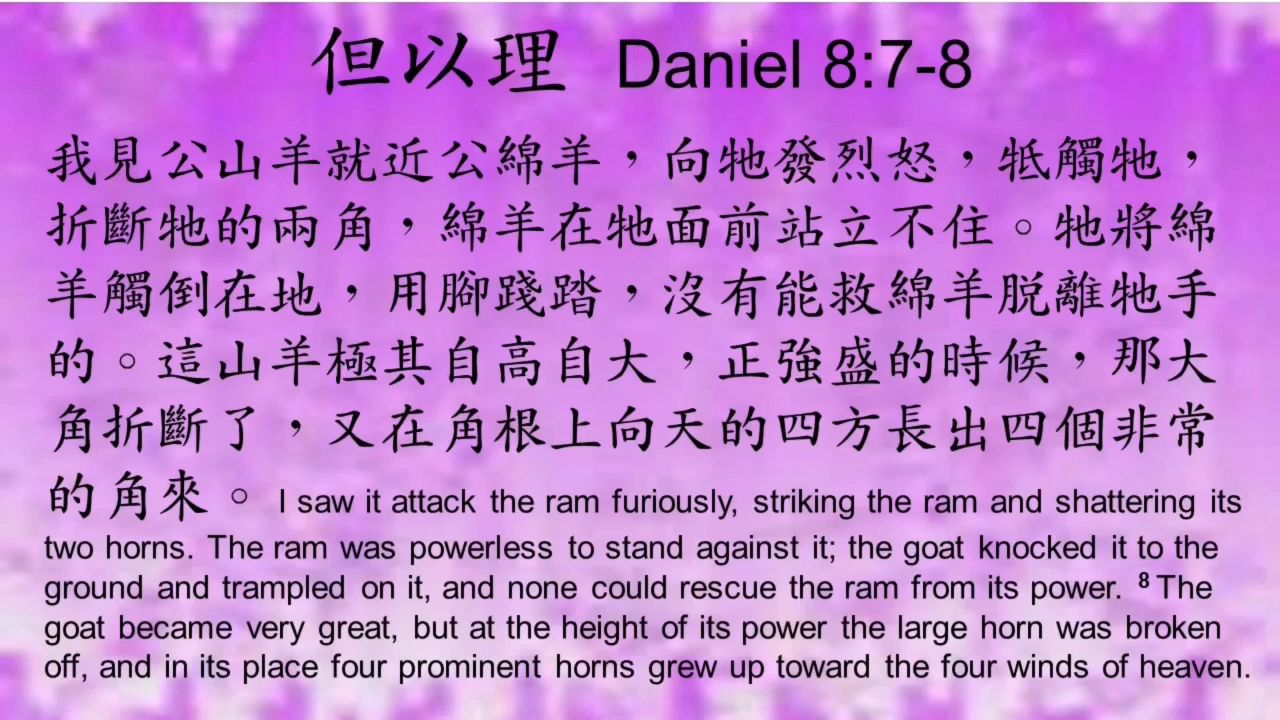 但以理 Daniel 8:7-8
我見公山羊就近公綿羊，向牠發烈怒，牴觸牠，
折斷牠的兩角，綿羊在牠面前站立不住。牠將綿
羊觸倒在地，用腳踐踏，沒有能救綿羊脱離牠手
的。這山羊極其自高自大，正強盛的時候，那大
角折斷了，又在角根上向天的四方長出四個非常
的角來。 I saw it attack the ram furiously, striking the ram and shattering its
two horns. The ram was powerless to stand against it; the goat knocked it to the
ground and trampled on it, and none could rescue the ram from its power. 8 The
goat became very great, but at the height of its power the large horn was broken
off, and in its place four prominent horns grew up toward the four winds of heaven.